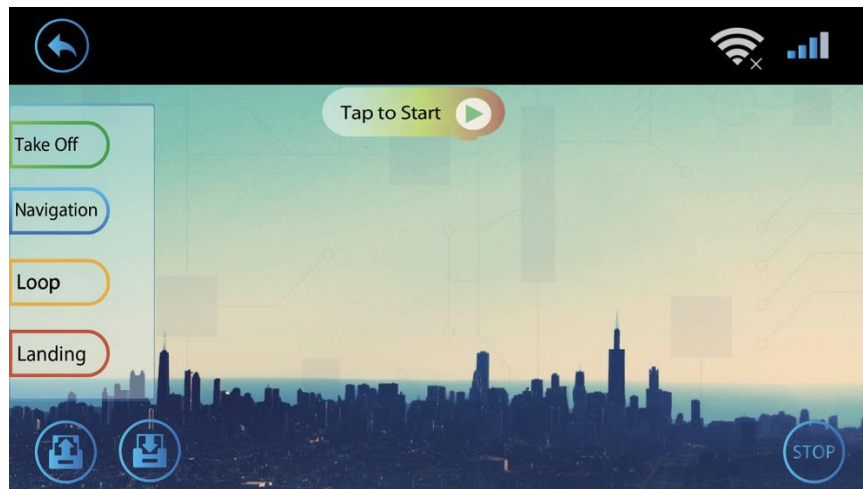 Tap to Start
Take Off
Navigation
Loop
Landing
STOP